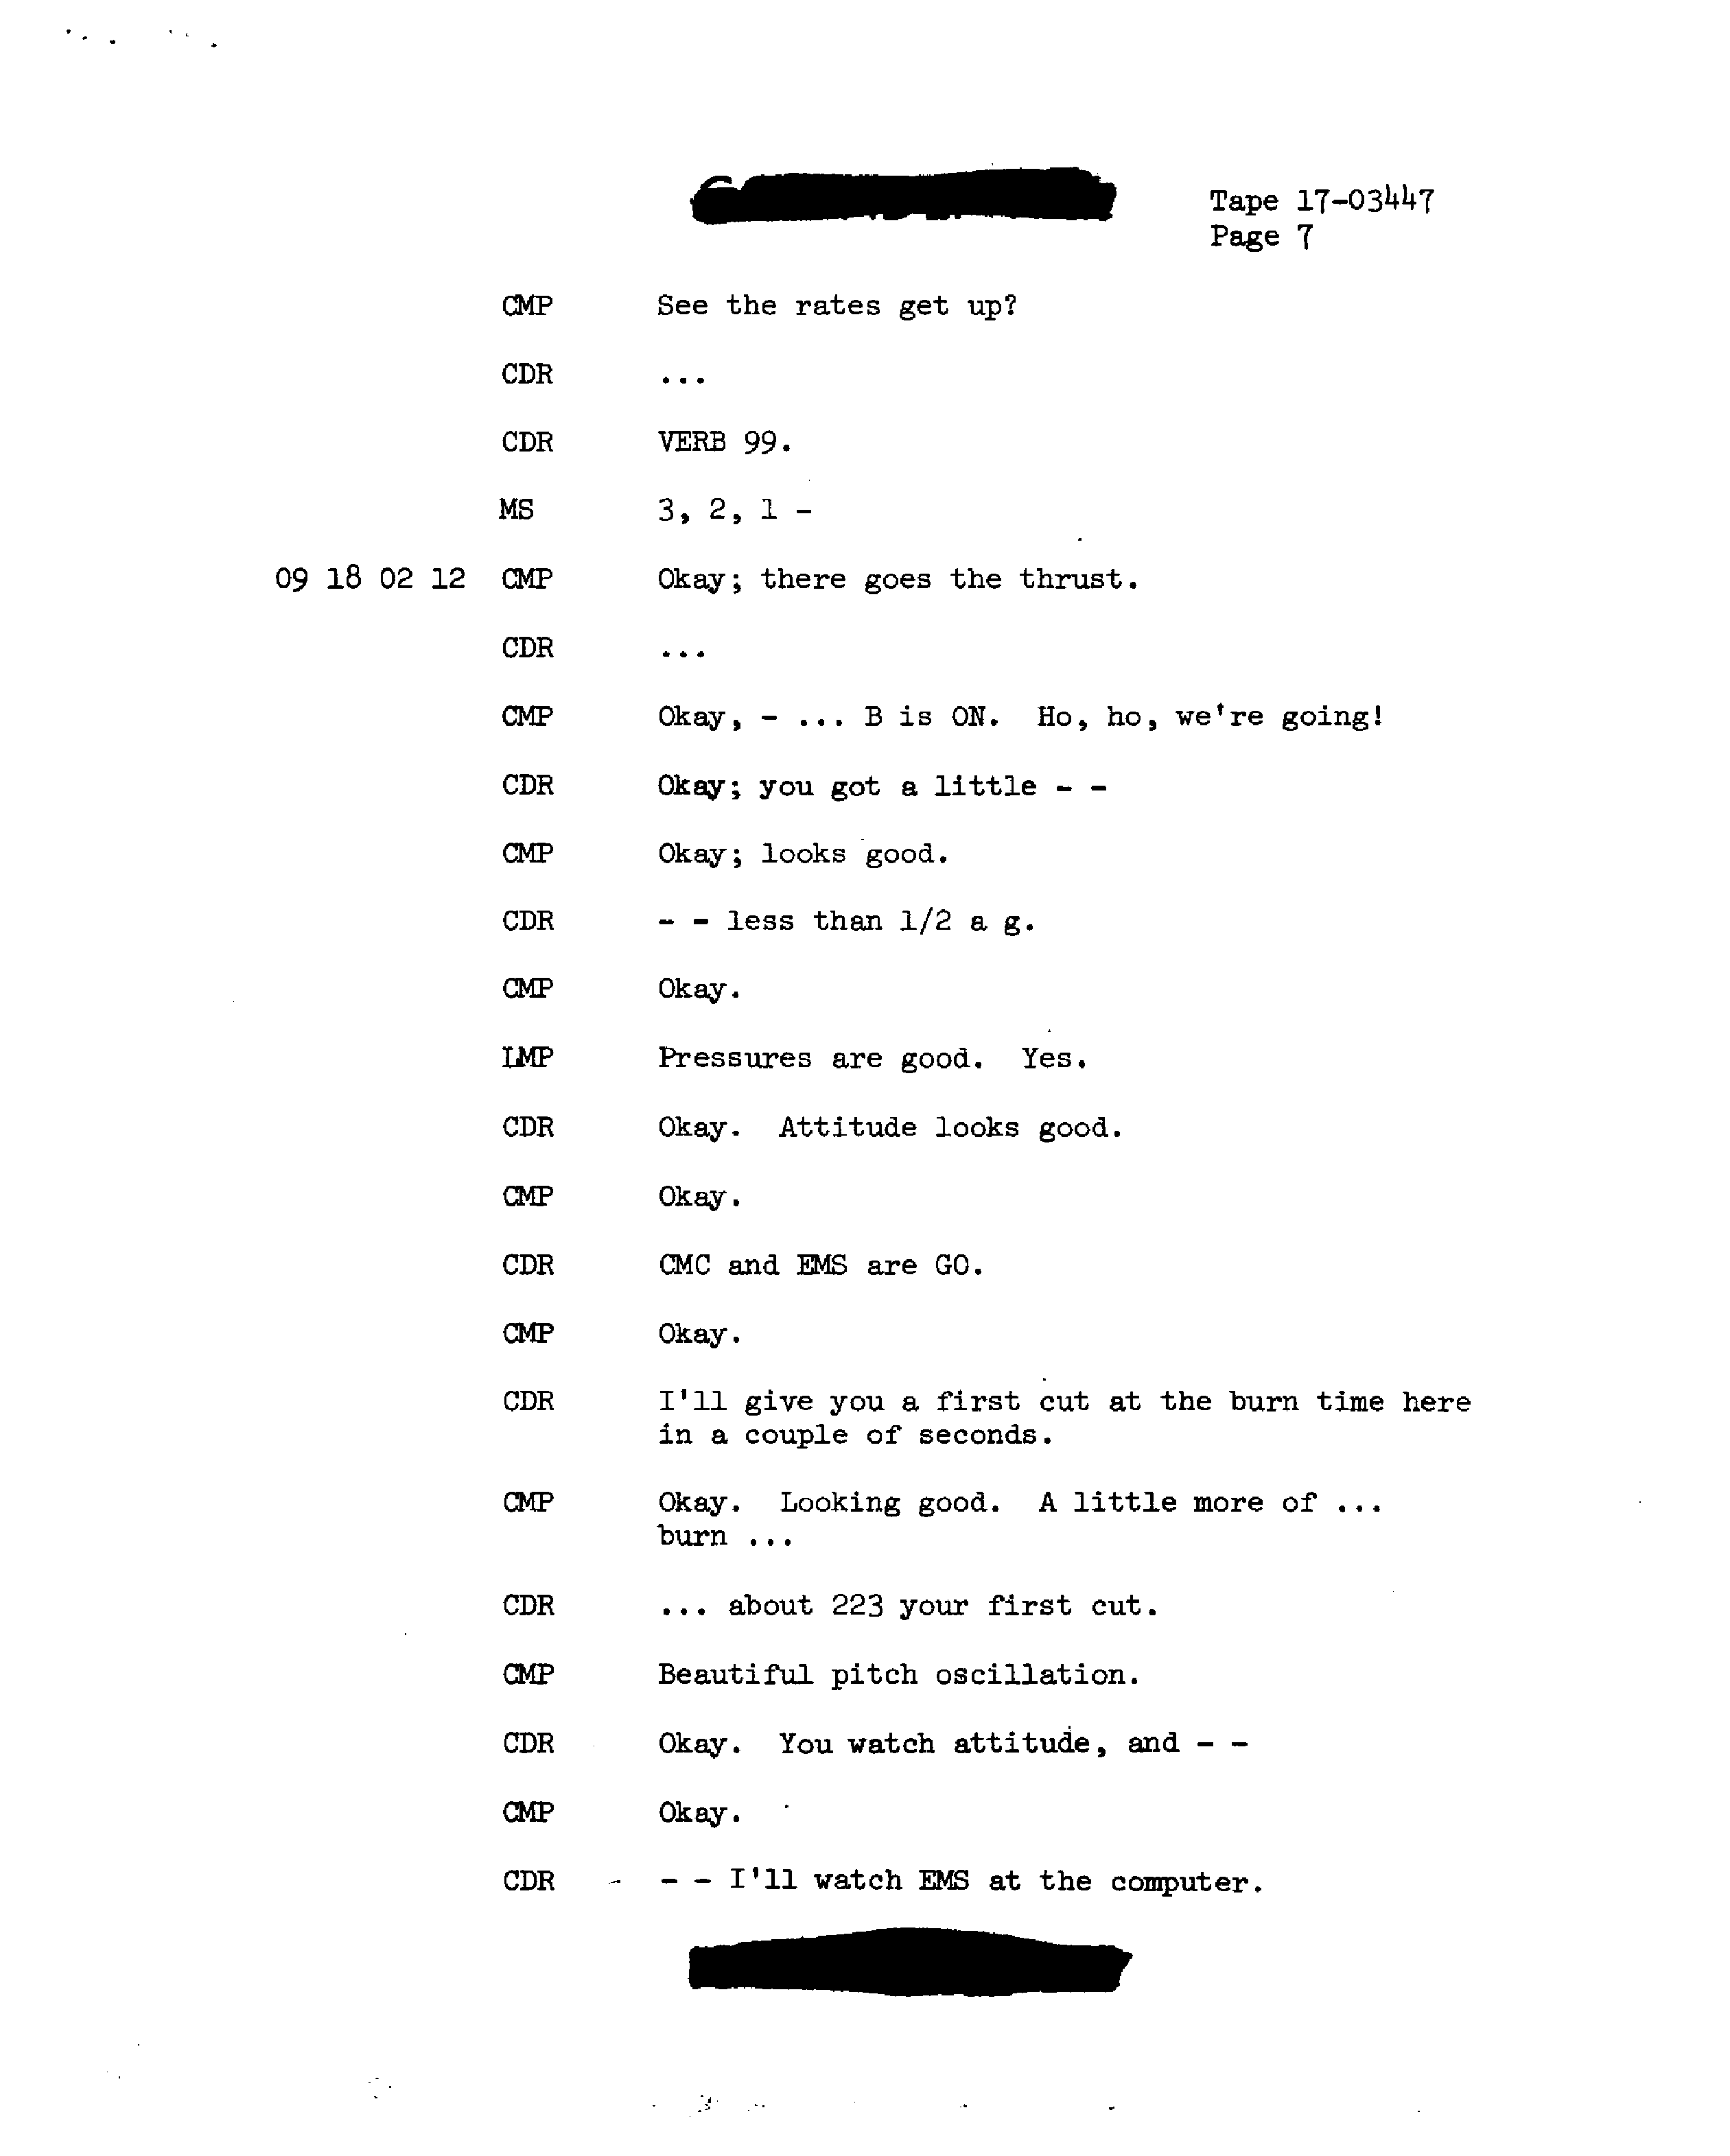 Tape 17-03447
Page 7
CMP See the rates get up?
CDR ...
CDR VERB 99.
MS 3, 2, 1 -
09 18 02 12 CMP Okay; there goes the thrust.
CDR ...
CMP Okay, - ... B is ON. Ho, ho, we're going!
CDR Okay; you got a little - -
CMP Okay; looks good.
CDR - - less than 1/2 a g.
CMP Okay.
LMP Pressures are good. Yes.
CDR Okay. Attitude looks good.
CMP Okay.
CDR CMC and EMS are GO.
CMP Okay.
CDR I'll give you a first cut at the burn time here
in a couple of seconds.
CMP Okay. Looking good. A little more of ...
burn ...
CDR ... about 223 your first cut.
CMP Beautiful pitch oscillation.
CDR Okay. You watch attitude, and - -
CMP Okay.
CDR - - I'll watch EMS at the computer.